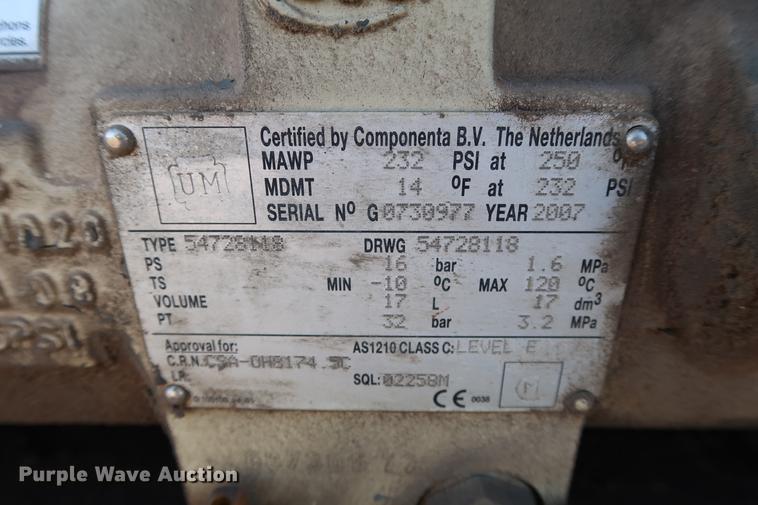 UM
Certified by Componenta B.V. The Netherlands
MAWP 232 PSI at 250 °F
MDMT 14 °F at 232 PSI
SERIAL No G0730977 YEAR 2007
TYPE 54728118 DRWG 54728118
PS 16 bar 1.6 MPa
TS MIN -10 °C MAX 120 °C
VOLUME 17 L 17 dm³
PT 32 bar 3.2 MPa
Approval for: AS1210 CLASS C: LEVEL E
C.R.N. CSA-0H8174.5C
LR: SQL: 02258M
CE 0038
Purple Wave Auction